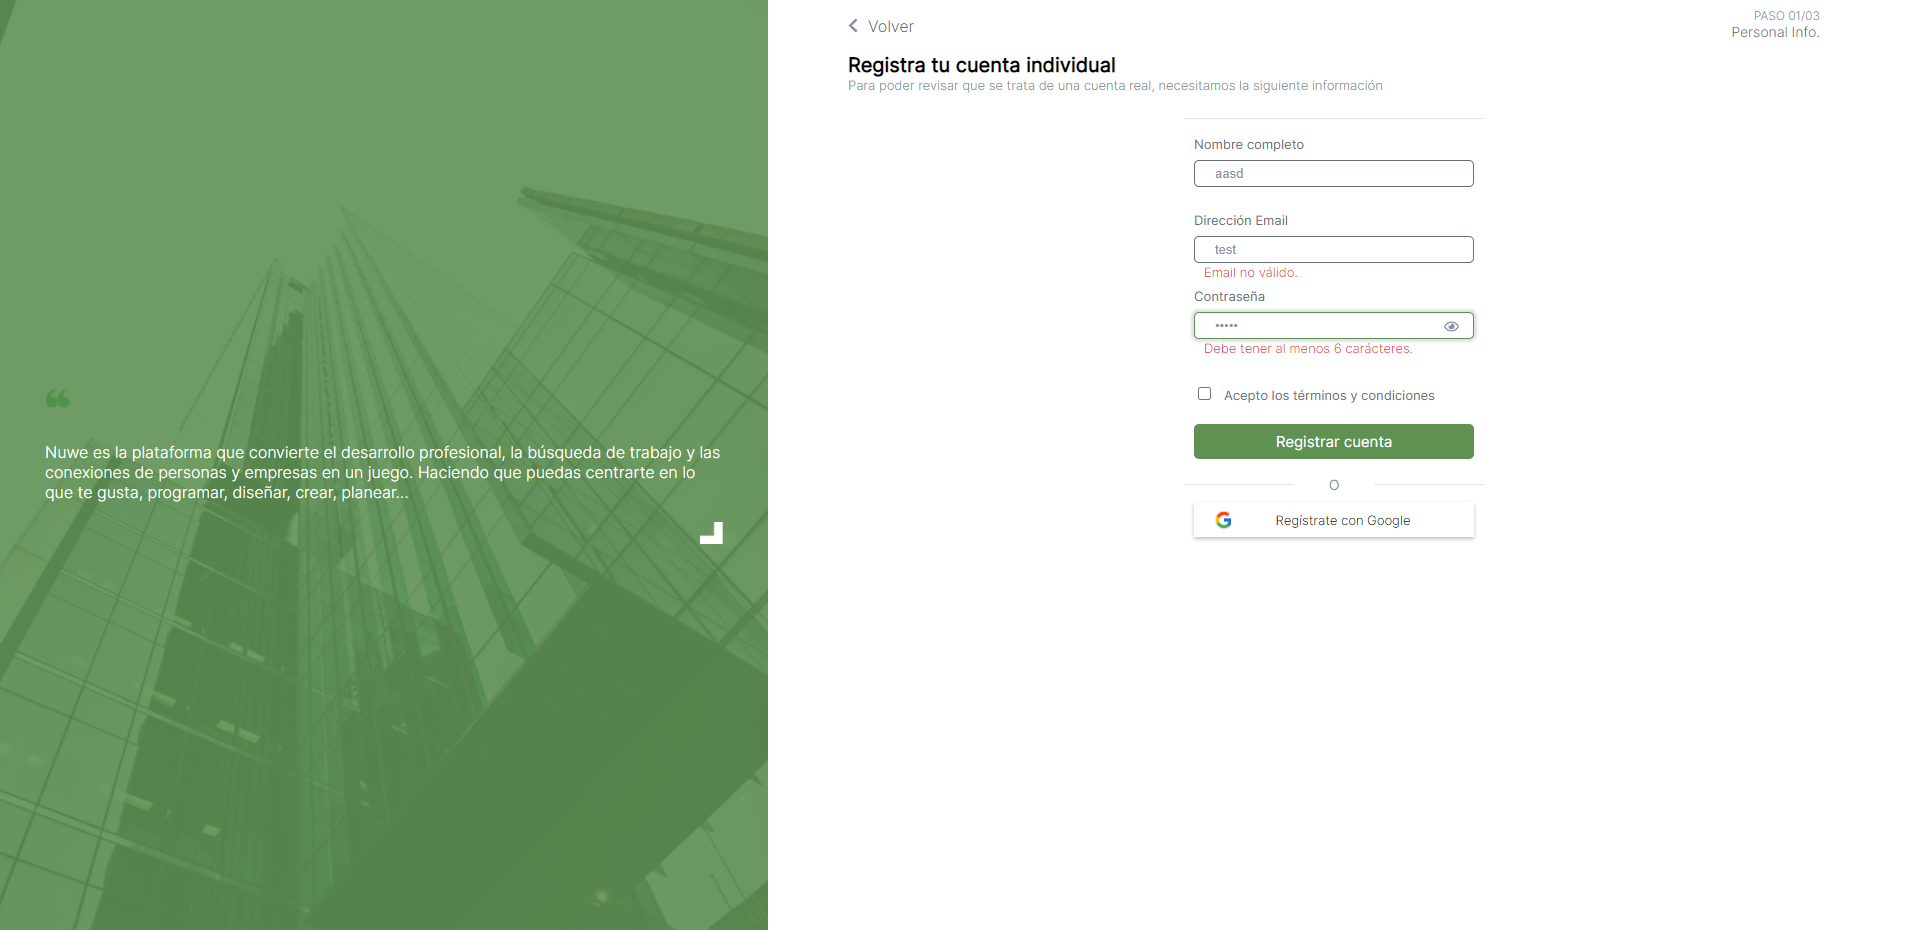 ❝
Nuwe es la plataforma que convierte el desarrollo profesional, la búsqueda de trabajo y las
conexiones de personas y empresas en un juego. Haciendo que puedas centrarte en lo
que te gusta, programar, diseñar, crear, planear...
Volver
PASO 01/03
Personal Info.
Registra tu cuenta individual
Para poder revisar que se trata de una cuenta real, necesitamos la siguiente información
Nombre completo
aasd
Dirección Email
test
Email no válido.
Contraseña
•••••
Debe tener al menos 6 carácteres.
Acepto los términos y condiciones
Registrar cuenta
O
Regístrate con Google